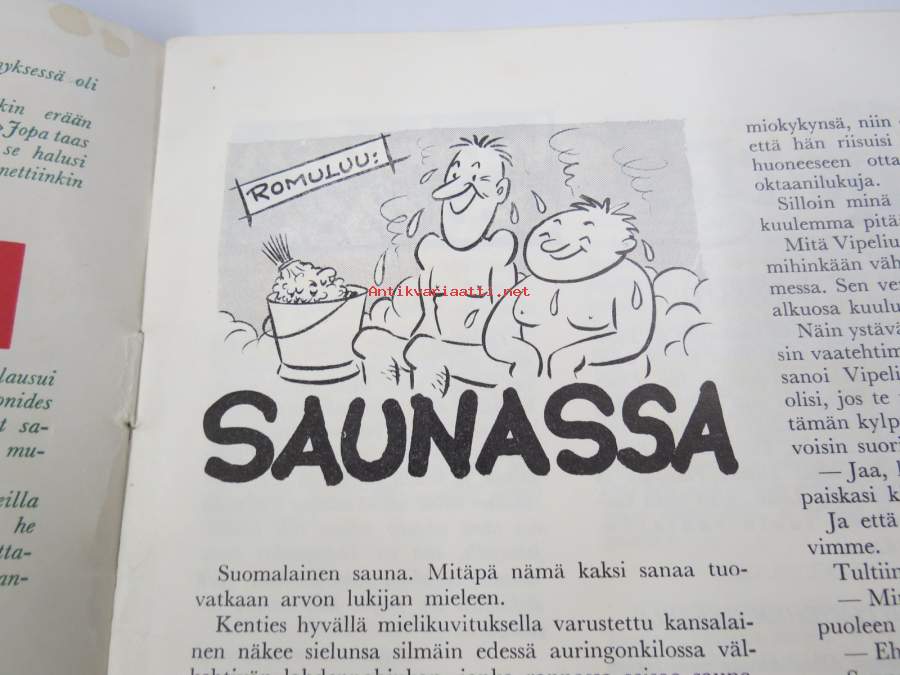 nyksessä oli
kin erään
Jopa taas
se halusi
nettiinkin
lausui
onides
t sa-
mu-
eilla
he
tta-
an-
ROMULUU:
Antikvariaatti.net
SAUNASSA
Suomalainen sauna. Mitäpä nämä kaksi sanaa tuo-
vatkaan arvon lukijan mieleen.
Kenties hyvällä mielikuvituksella varustettu kansalai-
nen näkee sielunsa silmäin edessä auringonkilossa väl-
miokykynsä, niin
että hän riisuisi
huoneeseen otta
oktaanilukuja.
Silloin minä
kuulemma pitä
Mitä Vipeliu
mihinkään väh
messa. Sen ve
alkuosa kuulu
Näin ystävä
sin vaatehtim
sanoi Vipeli
olisi, jos te
tämän kylp
voisin suori
— Jaa,
paiskasi k
Ja että
vimme.
Tultiin
— Mi
puoleen
— Eh